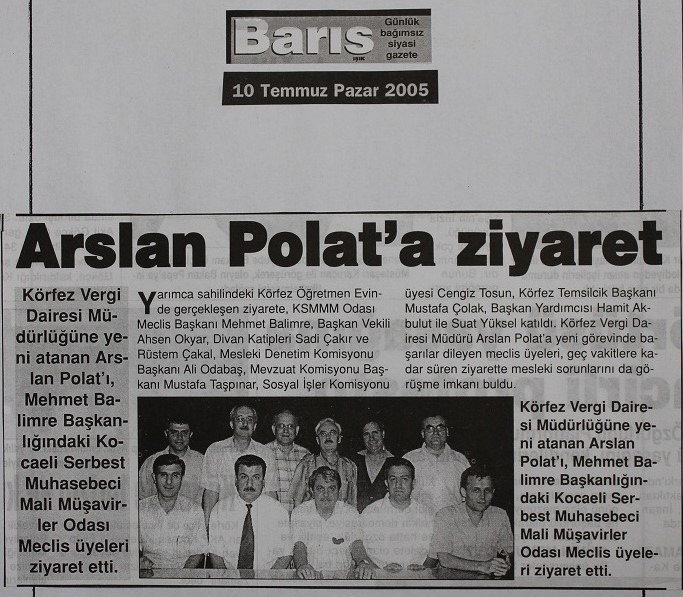 Barış
Günlük
bağımsız
siyasi
gazete
10 Temmuz Pazar 2005
Arslan Polat'a ziyaret
Körfez Vergi
Dairesi Mü-
dürlüğüne ye-
ni atanan Ars-
lan Polat'ı,
Mehmet Ba-
limre Başkan-
lığındaki Ko-
caeli Serbest
Muhasebeci
Mali Müşavir-
ler Odası
Meclis üyeleri
ziyaret etti.
Yarımca sahilindeki Körfez Öğretmen Evin-
de gerçekleşen ziyarete, KSMMM Odası
Meclis Başkanı Mehmet Balimre, Başkan Vekili
Ahsen Okyar, Divan Katipleri Sadi Çakır ve
Rüstem Çakal, Mesleki Denetim Komisyonu
Başkanı Ali Odabaş, Mevzuat Komisyonu Baş-
kanı Mustafa Taşpınar, Sosyal İşler Komisyonu
üyesi Cengiz Tosun, Körfez Temsilcik Başkanı
Mustafa Çolak, Başkan Yardımcısı Hamit Ak-
bulut ile Suat Yüksel katıldı. Körfez Vergi Da-
iresi Müdürü Arslan Polat'a yeni görevinde ba-
şarılar dileyen meclis üyeleri, geç vakitlere ka-
dar süren ziyarette mesleki sorunlarını da gö-
rüşme imkanı buldu.
Körfez Vergi Daire-
si Müdürlüğüne ye-
ni atanan Arslan
Polat'ı, Mehmet Ba-
limre Başkanlığın-
daki Kocaeli Ser-
best Muhasebeci
Mali Müşavirler
Odası Meclis üyele-
ri ziyaret etti.